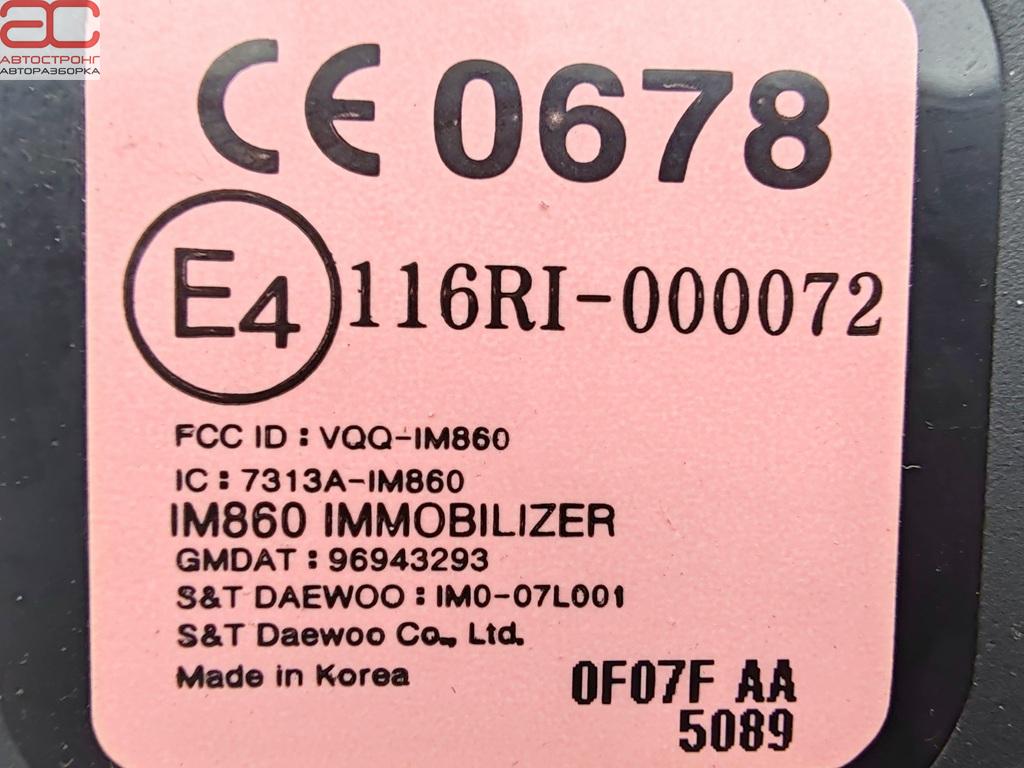 AC
АВТОСТРОНГ
АВТОРАЗБОРКА
CE 0678
E4 116RI-000072
FCC ID : VQQ-IM860
IC : 7313A-IM860
IM860 IMMOBILIZER
GMDAT : 96943293
S&T DAEWOO : IM0-07L001
S&T Daewoo Co., Ltd.
Made in Korea
0F07F AA
5089